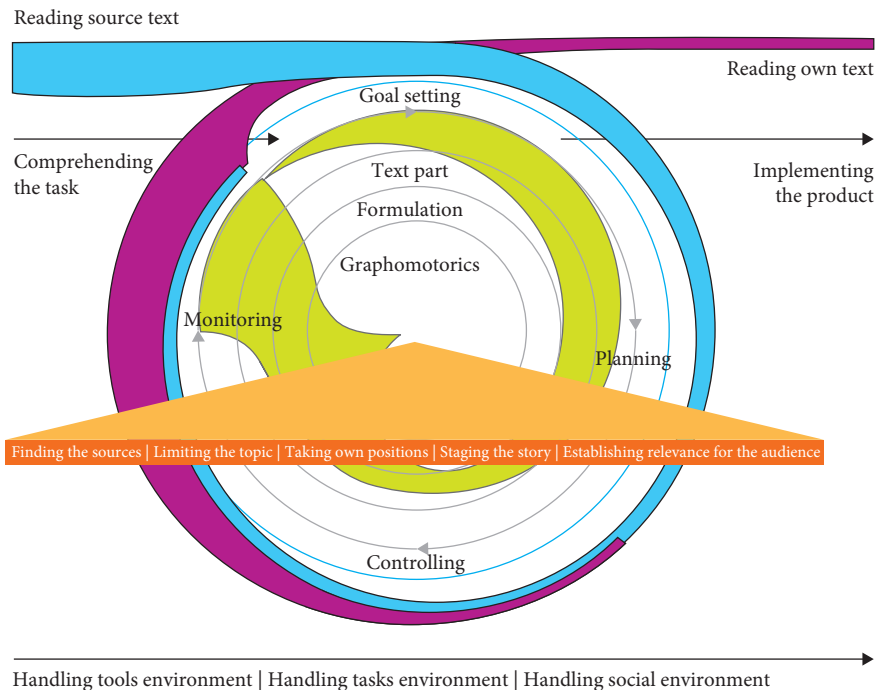 Reading source text
Reading own text
Goal setting
Comprehending
the task
Implementing
the product
Text part
Formulation
Graphomotorics
Monitoring
Planning
Finding the sources | Limiting the topic | Taking own positions | Staging the story | Establishing relevance for the audience
Controlling
Handling tools environment | Handling tasks environment | Handling social environment